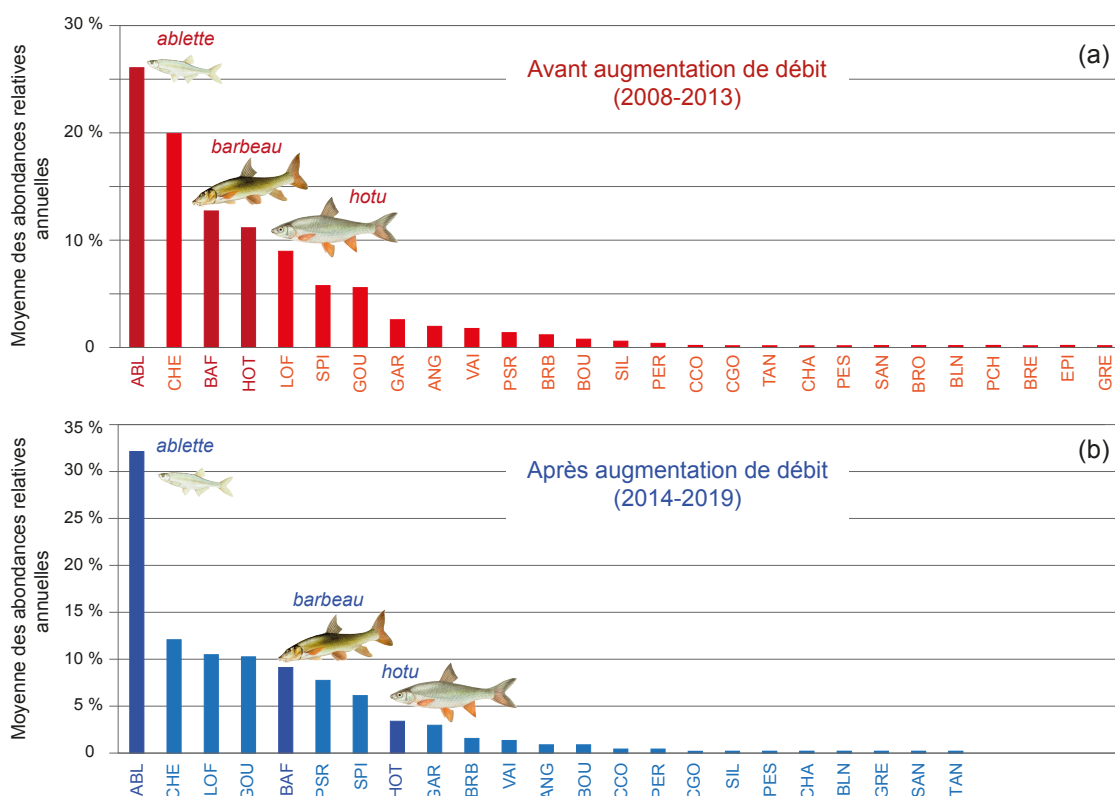 30 %
20 %
10 %
0
Moyenne des abondances relatives
annuelles
ablette
barbeau
hotu
Avant augmentation de débit
(2008-2013)
(a)
ABL
CHE
BAF
HOT
LOF
SPI
GOU
GAR
ANG
VAI
PSR
BRB
BOU
SIL
PER
CCO
CGO
TAN
CHA
PES
SAN
BRO
BLN
PCH
BRE
EPI
GRE
35 %
30 %
25 %
20 %
15 %
10 %
5 %
0
Moyenne des abondances relatives
annuelles
ablette
barbeau
hotu
Après augmentation de débit
(2014-2019)
(b)
ABL
CHE
LOF
GOU
BAF
PSR
SPI
HOT
GAR
BRB
VAI
ANG
BOU
CCO
PER
CGO
SIL
PES
CHA
BLN
GRE
SAN
TAN